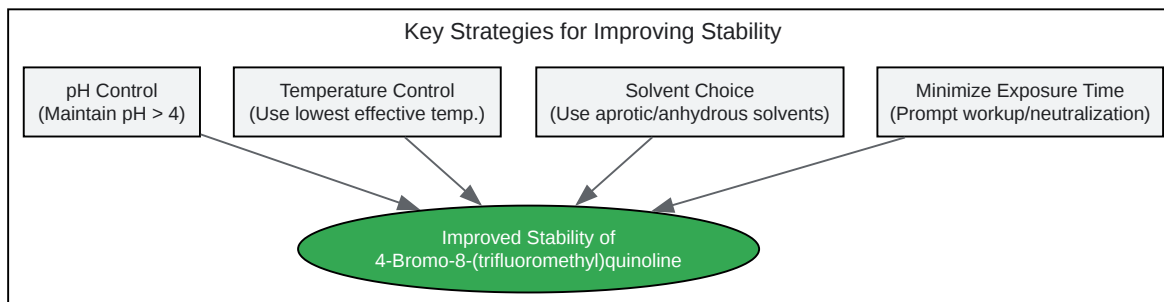 Key Strategies for Improving Stability
pH Control
(Maintain pH > 4)
Temperature Control
(Use lowest effective temp.)
Solvent Choice
(Use aprotic/anhydrous solvents)
Minimize Exposure Time
(Prompt workup/neutralization)
Improved Stability of
4-Bromo-8-(trifluoromethyl)quinoline